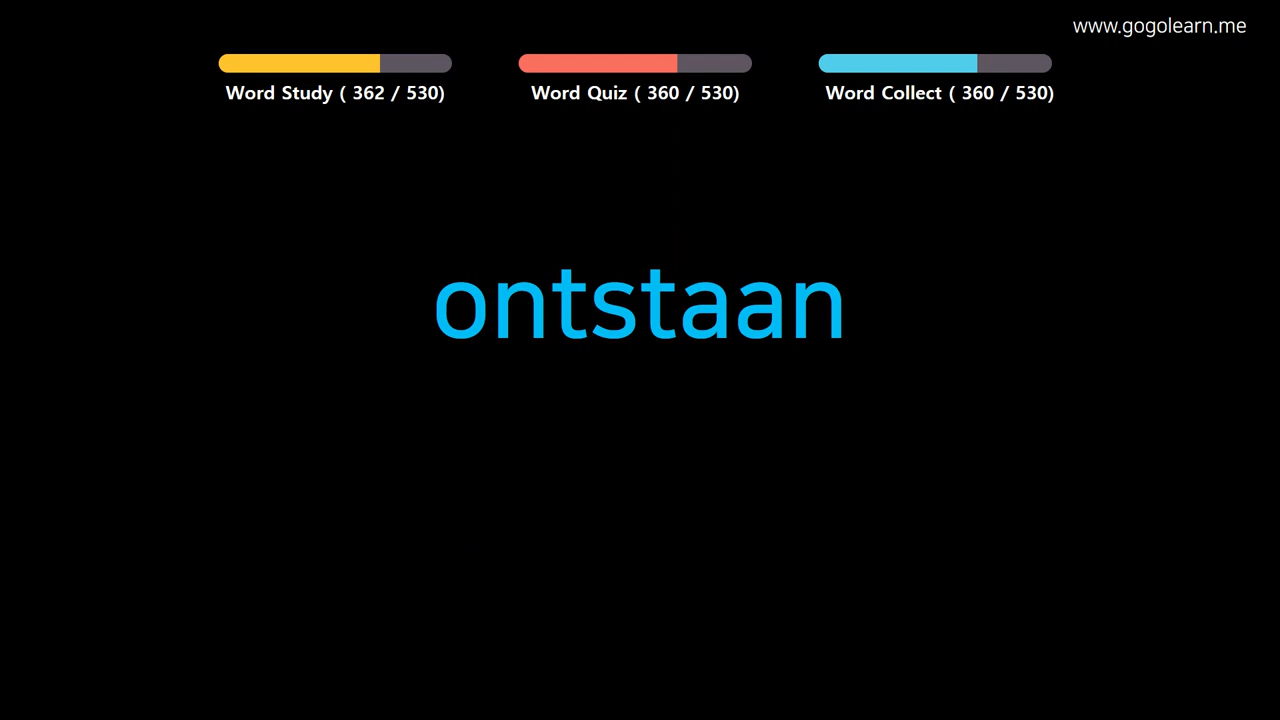 www.gogolearn.me
Word Study ( 362 / 530)
Word Quiz ( 360 / 530)
Word Collect ( 360 / 530)
ontstaan